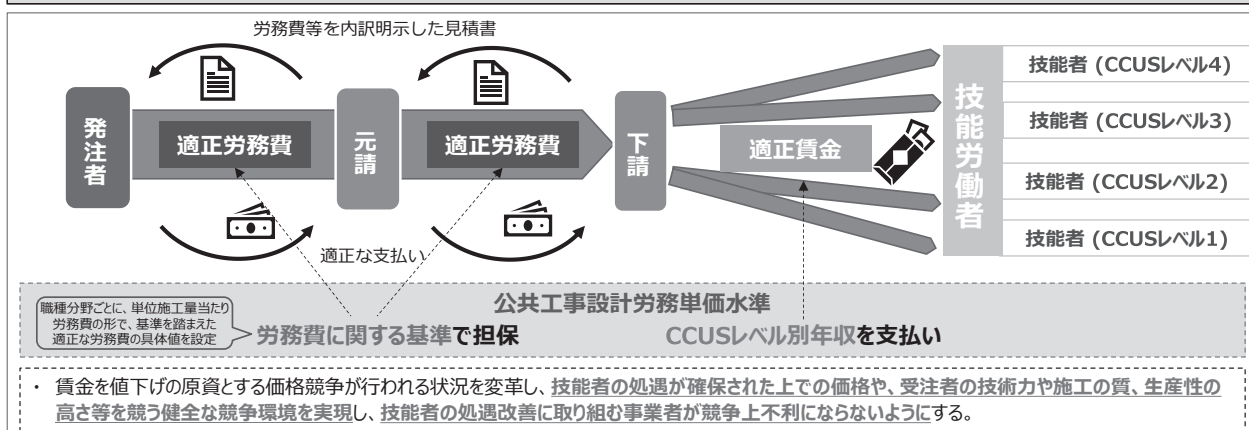 労務費等を内訳明示した見積書
発注者
適正労務費
元請
適正労務費
下請
適正賃金
技能労働者
技能者 (CCUSレベル4)
技能者 (CCUSレベル3)
技能者 (CCUSレベル2)
技能者 (CCUSレベル1)
適正な支払い
公共工事設計労務単価水準
職種分野ごとに、単位施工量当たり
労務費の形で、基準を踏まえた
適正な労務費の具体値を設定
労務費に関する基準で担保
CCUSレベル別年収を支払い
・ 賃金を値下げの原資とする価格競争が行われる状況を変革し、技能者の処遇が確保された上での価格や、受注者の技術力や施工の質、生産性の
高さ等を競う健全な競争環境を実現し、技能者の処遇改善に取り組む事業者が競争上不利にならないようにする。